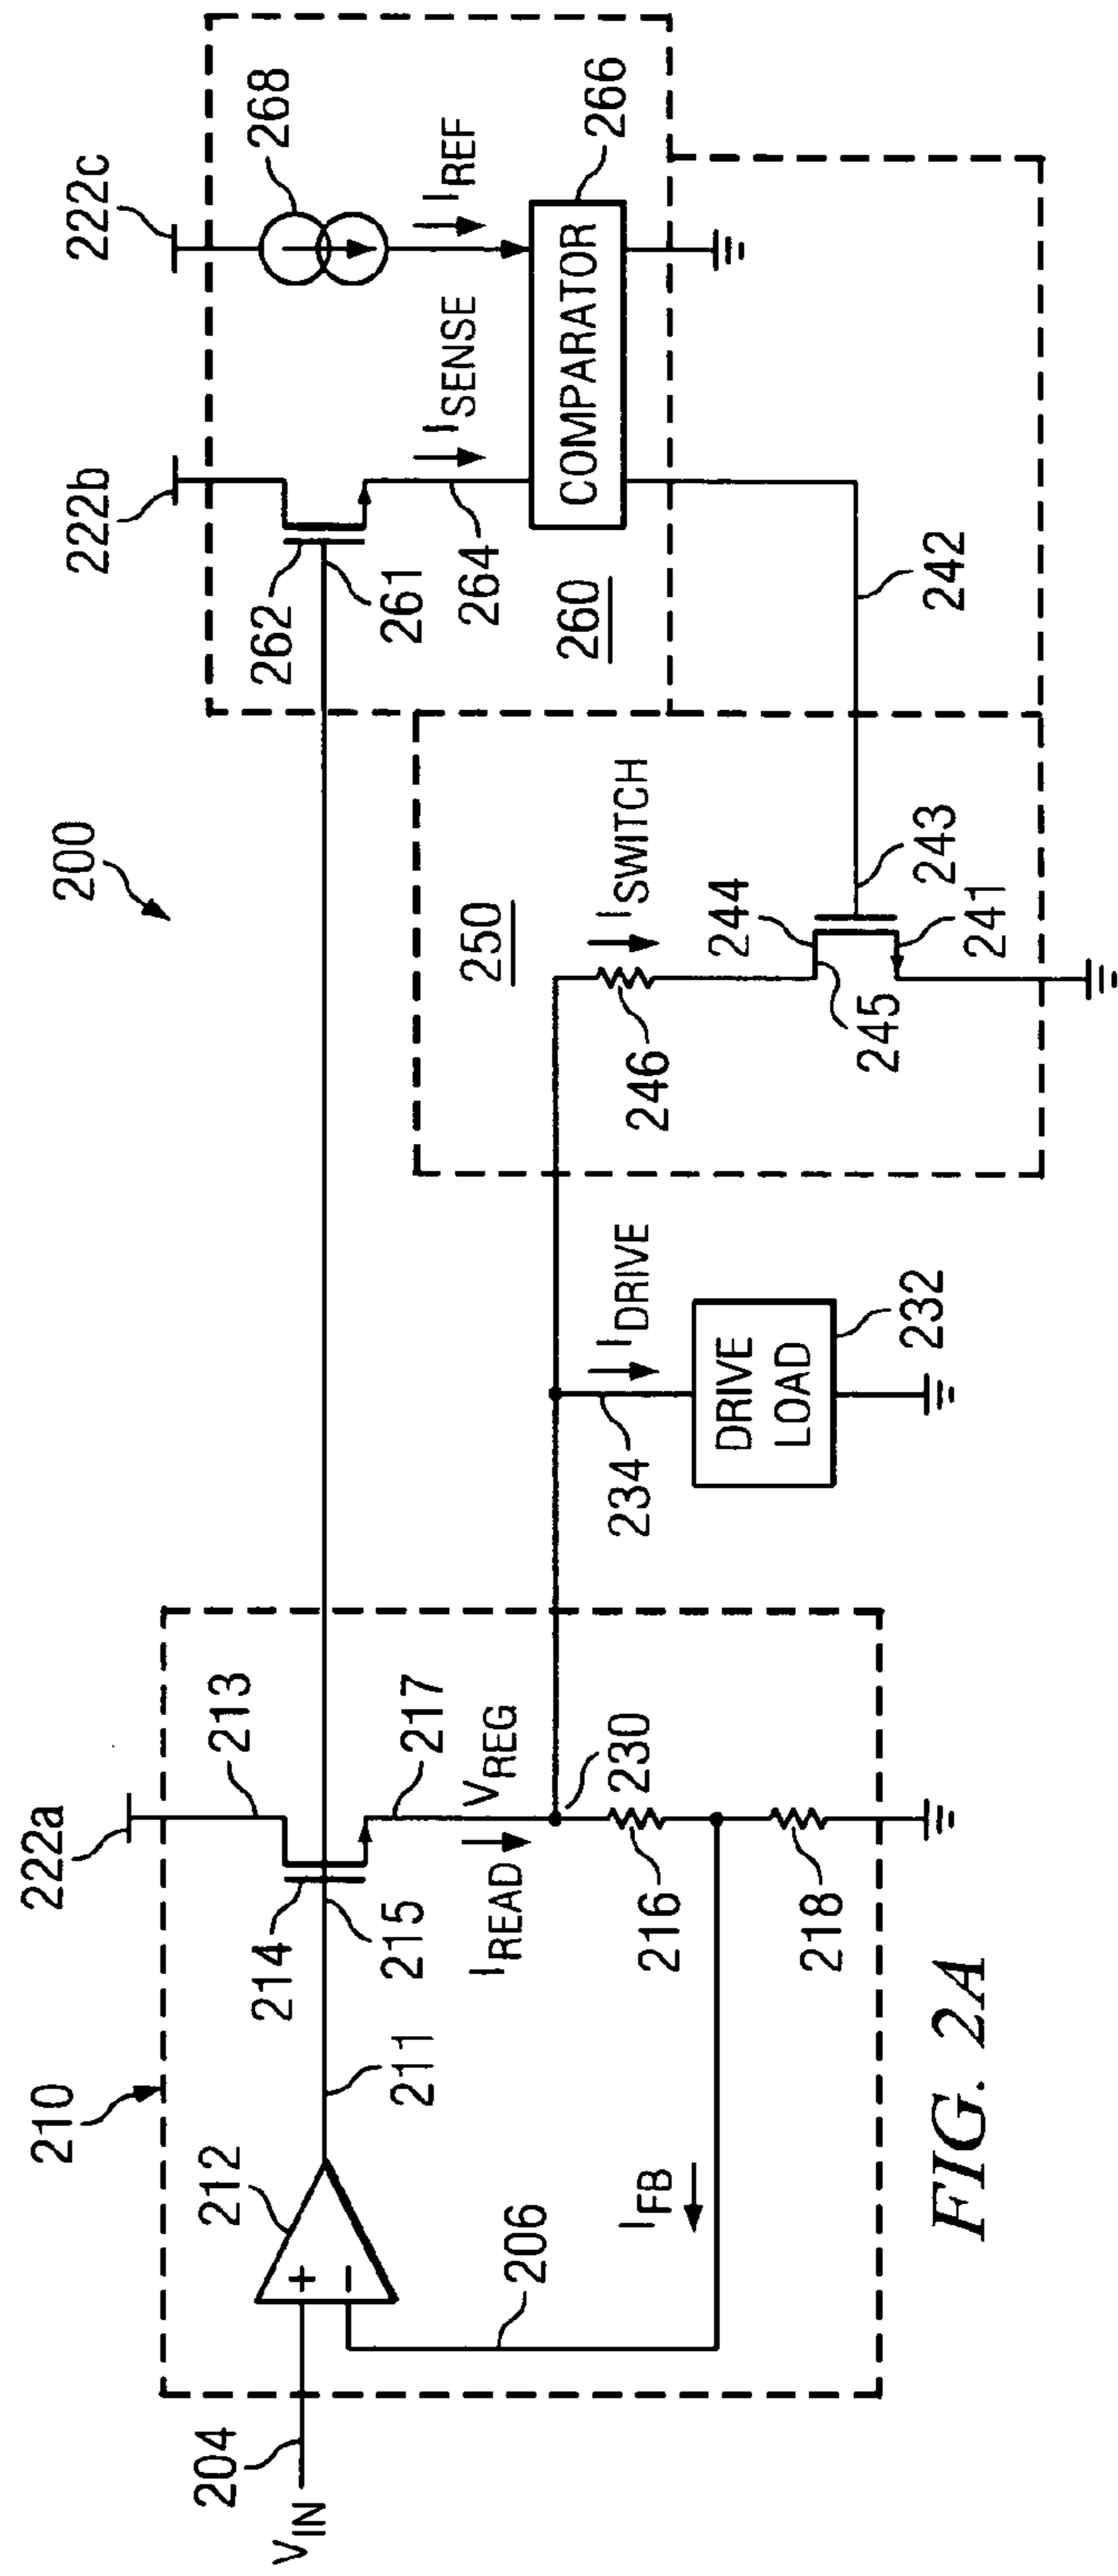 200
222a
222b
222c
210
213
214
215
211
212
+
−
204
V_IN
206
I_FB
I_READ
217
V_REG
230
216
218
234
I_DRIVE
DRIVE
LOAD
232
250
I_SWITCH
246
244
245
243
241
242
262
261
264
260
I_SENSE
268
I_REF
COMPARATOR
266
FIG. 2A